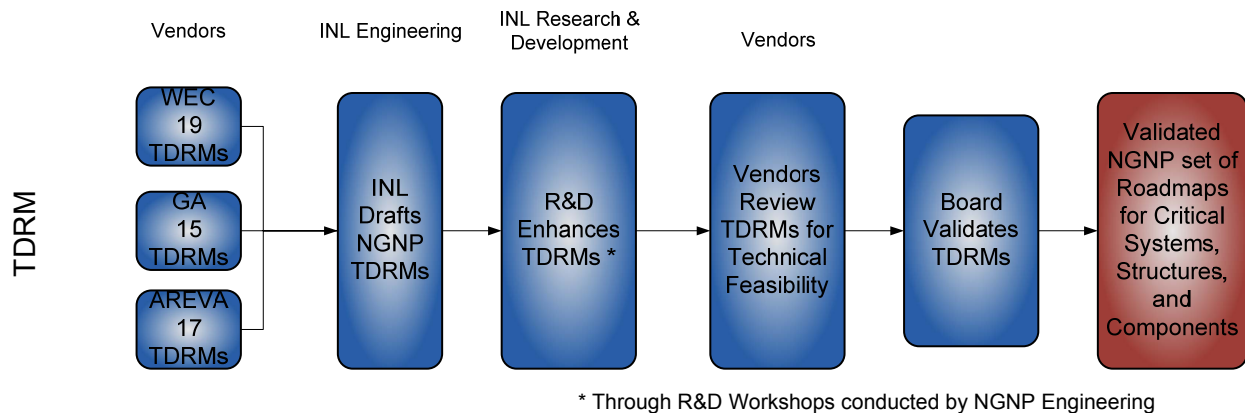 Vendors
INL Engineering
INL Research &
Development
Vendors
TDRM
WEC
19
TDRMs
GA
15
TDRMs
AREVA
17
TDRMs
INL
Drafts
NGNP
TDRMs
R&D
Enhances
TDRMs *
Vendors
Review
TDRMs for
Technical
Feasibility
Board
Validates
TDRMs
Validated
NGNP set of
Roadmaps
for Critical
Systems,
Structures,
and
Components
* Through R&D Workshops conducted by NGNP Engineering